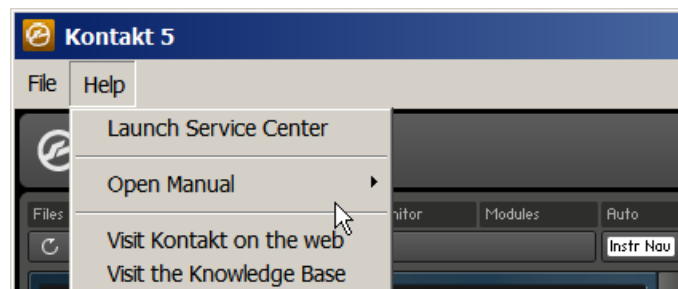 Kontakt 5
File Help
Launch Service Center
Open Manual
Files nitor Modules Auto
Visit Kontakt on the web
Instr Nav
Visit the Knowledge Base